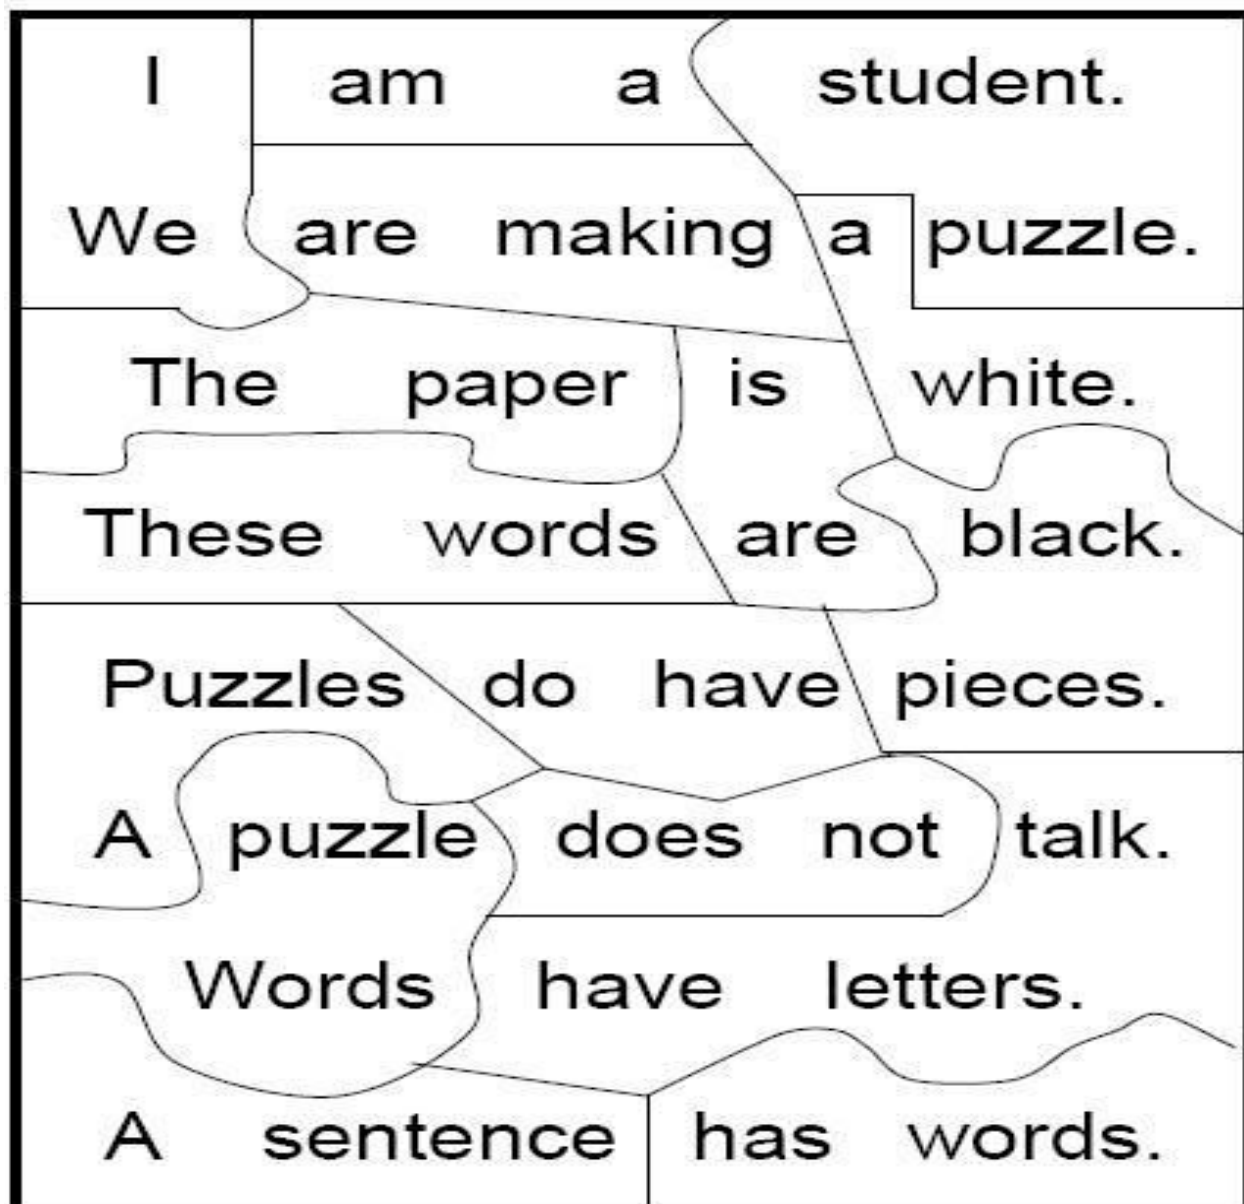 I am a student.
We are making a puzzle.
The paper is white.
These words are black.
Puzzles do have pieces.
A puzzle does not talk.
Words have letters.
A sentence has words.